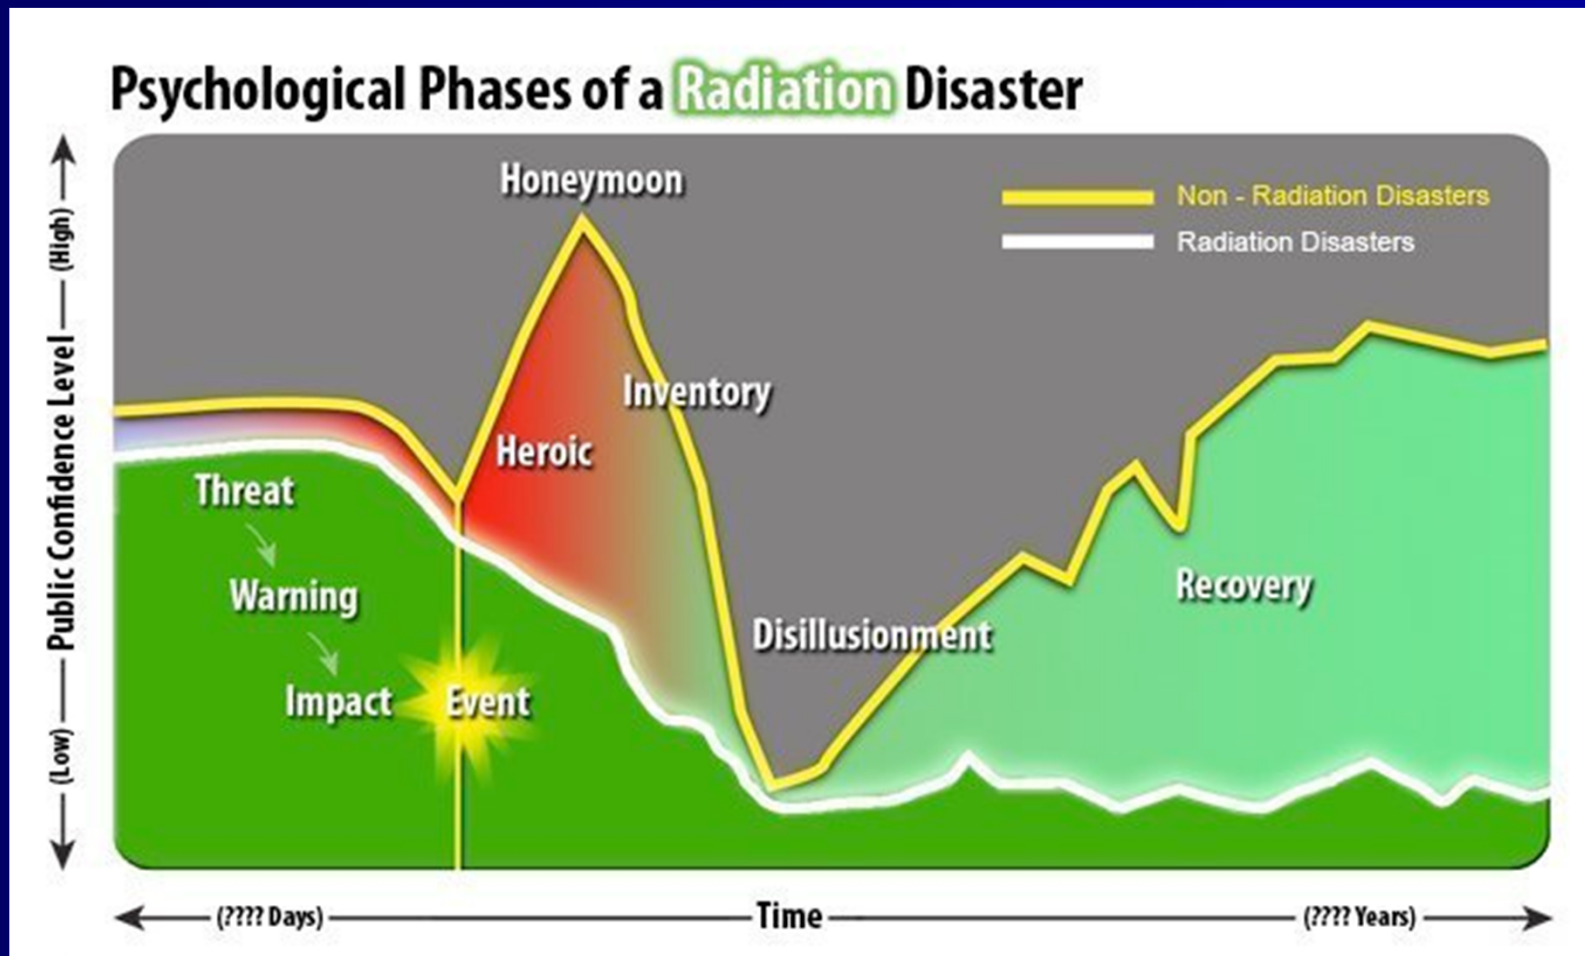 Psychological Phases of a Radiation Disaster
Honeymoon
Non - Radiation Disasters
Radiation Disasters
(Low) Public Confidence Level (High)
Inventory
Heroic
Threat
Warning
Impact
Event
Disillusionment
Recovery
(???? Days) Time (???? Years)